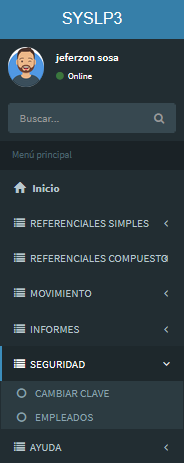 SYSLP3
jeferzon sosa
Online
Buscar...
Menú principal
Inicio
REFERENCIALES SIMPLES
REFERENCIALES COMPUESTO
MOVIMIENTO
INFORMES
SEGURIDAD
CAMBIAR CLAVE
EMPLEADOS
AYUDA